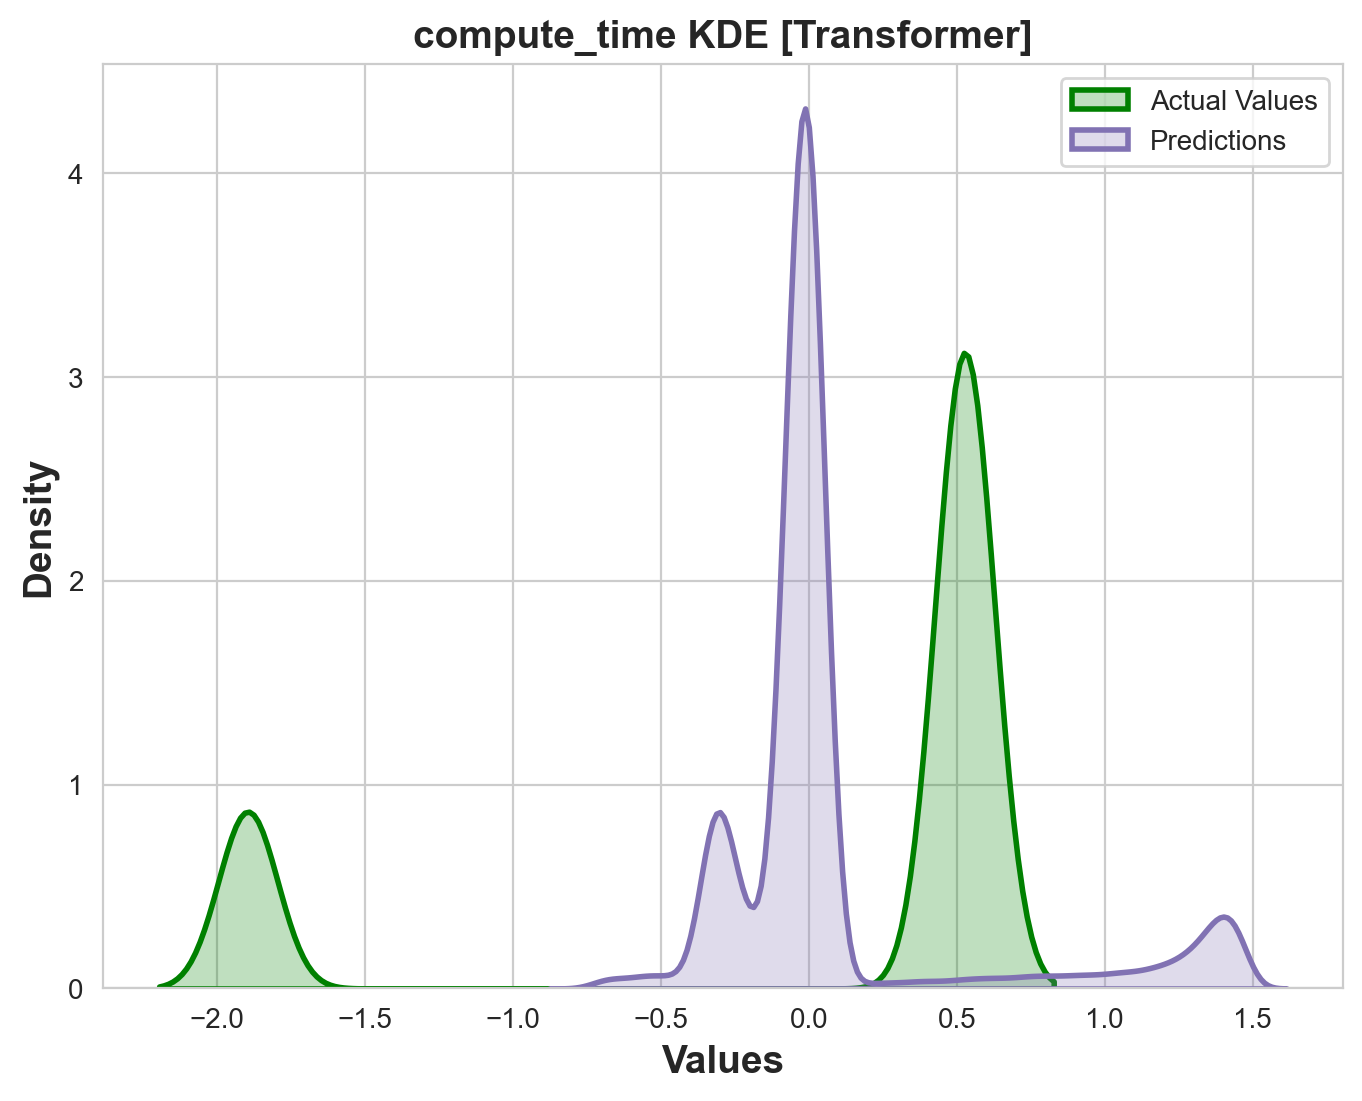 compute_time KDE [Transformer]
Actual Values
Predictions
Density
4
3
2
1
0
−2.0 −1.5 −1.0 −0.5 0.0 0.5 1.0 1.5
Values